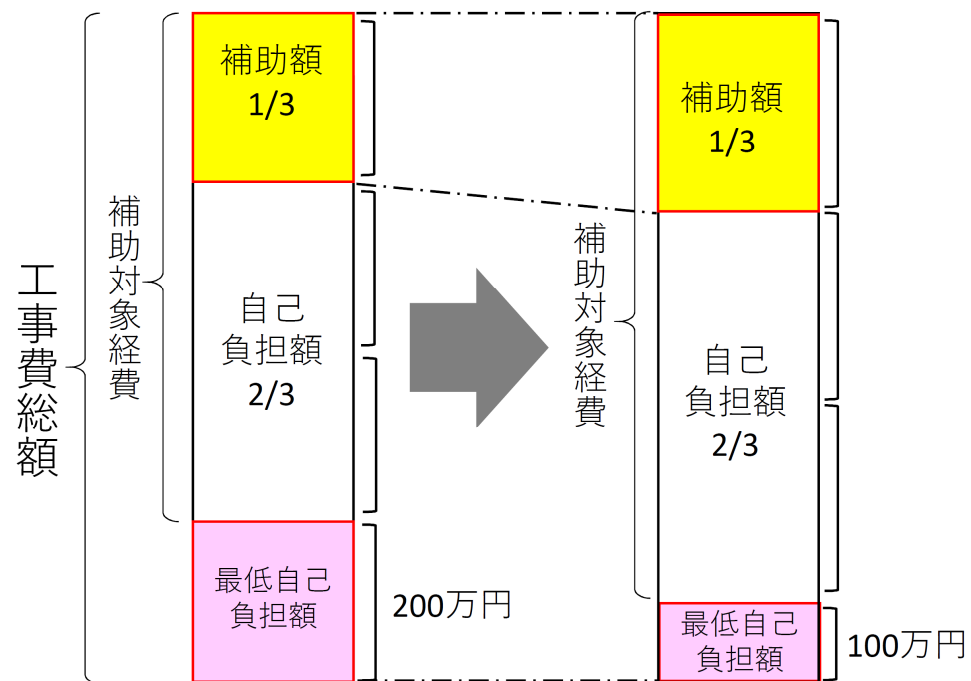 工事費総額
補助対象経費
補助額
1/3
自己
負担額
2/3
最低自己
負担額
200万円
補助対象経費
補助額
1/3
自己
負担額
2/3
最低自己
負担額
100万円